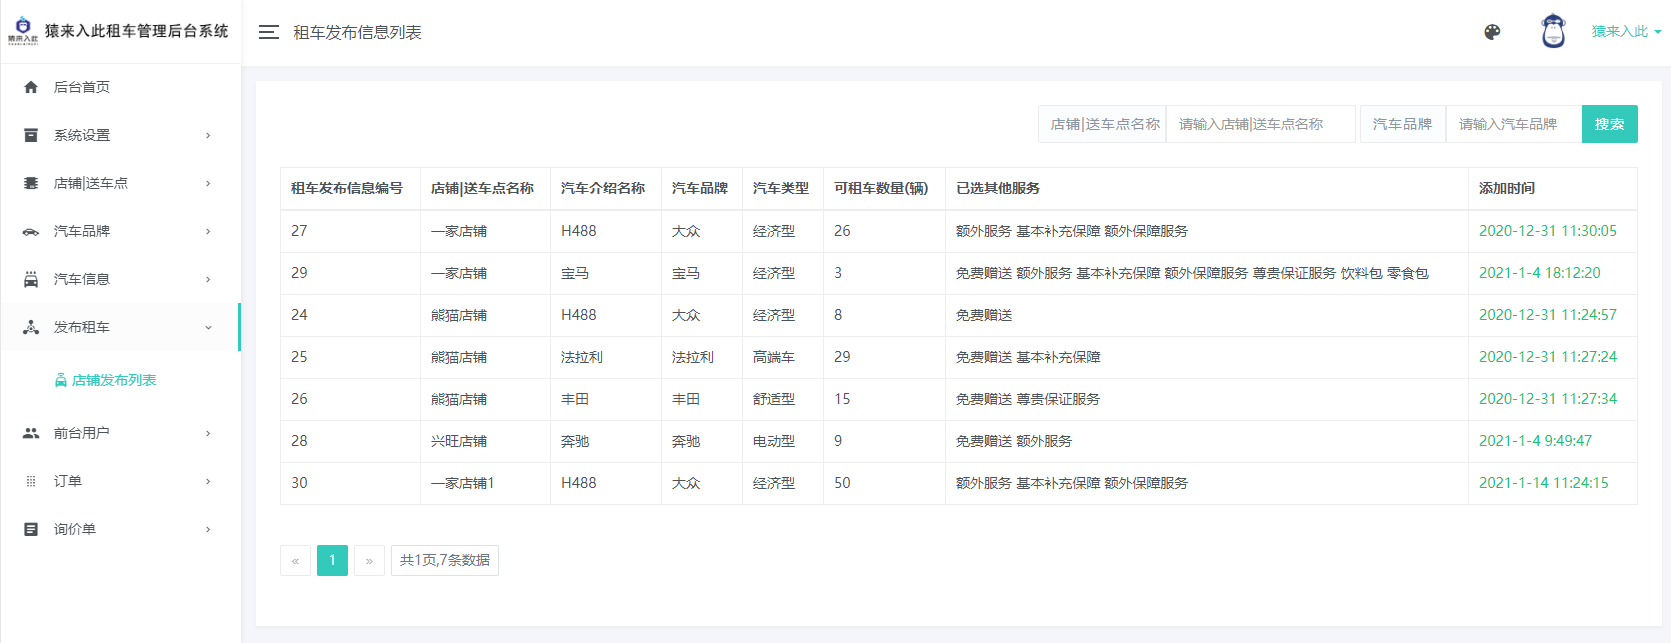 猿来入此租车管理后台系统
租车发布信息列表
猿来入此
后台首页
系统设置
店铺|送车点
汽车品牌
汽车信息
发布租车
店铺发布列表
前台用户
订单
询价单
店铺|送车点名称 请输入店铺|送车点名称 汽车品牌 请输入汽车品牌 搜索
租车发布信息编号 店铺|送车点名称 汽车介绍名称 汽车品牌 汽车类型 可租车数量(辆) 已选其他服务 添加时间
27 一家店铺 H488 大众 经济型 26 额外服务 基本补充保障 额外保障服务 2020-12-31 11:30:05
29 一家店铺 宝马 宝马 经济型 3 免费赠送 额外服务 基本补充保障 额外保障服务 尊贵保证服务 饮料包 零食包 2021-1-4 18:12:20
24 熊猫店铺 H488 大众 经济型 8 免费赠送 2020-12-31 11:24:57
25 熊猫店铺 法拉利 法拉利 高端车 29 免费赠送 基本补充保障 2020-12-31 11:27:24
26 熊猫店铺 丰田 丰田 舒适型 15 免费赠送 尊贵保证服务 2020-12-31 11:27:34
28 兴旺店铺 奔驰 奔驰 电动型 9 免费赠送 额外服务 2021-1-4 9:49:47
30 一家店铺1 H488 大众 经济型 50 额外服务 基本补充保障 额外保障服务 2021-1-14 11:24:15
« 1 » 共1页,7条数据